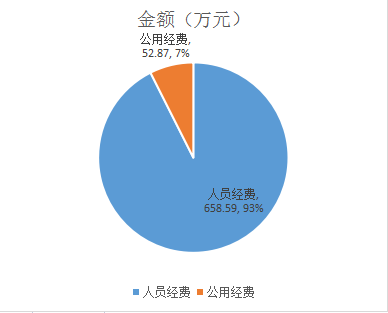 金额（万元）
公用经费,
52.87, 7%
人员经费,
658.59, 93%
人员经费 公用经费